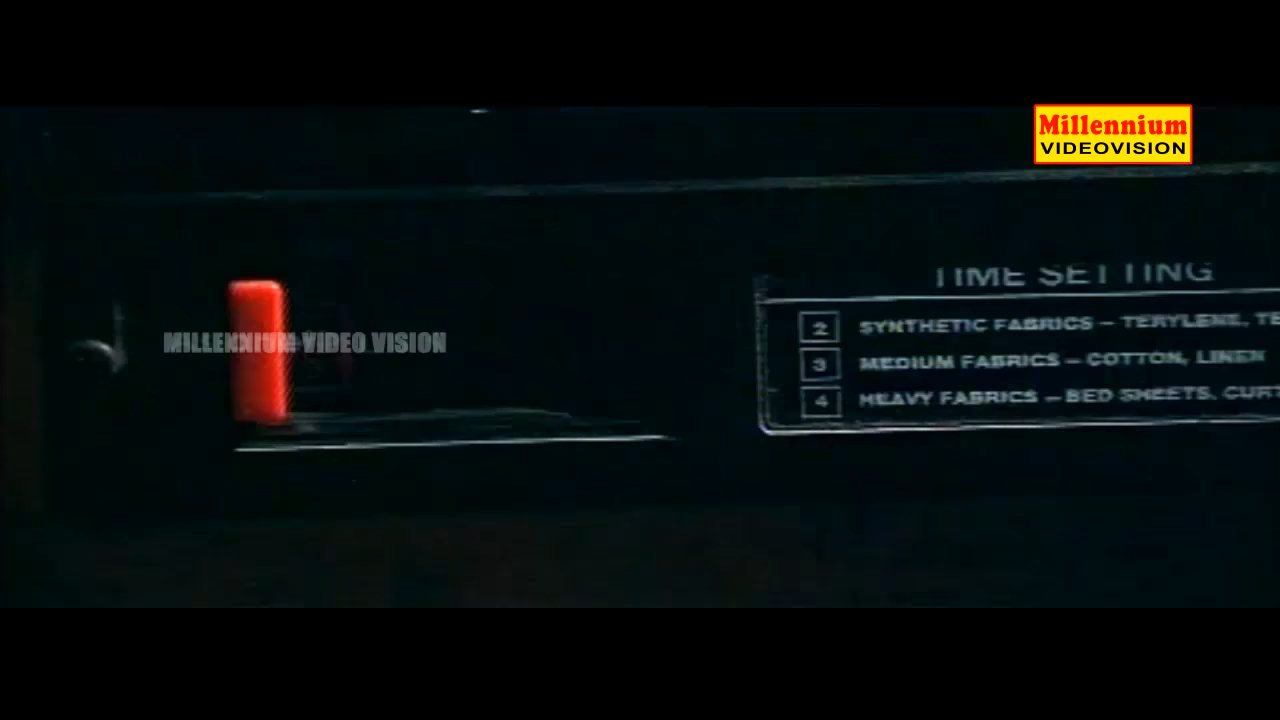 Millennium
VIDEOVISION
TIME SETTING
2 SYNTHETIC FABRICS – TERYLENE,
3 MEDIUM FABRICS – COTTON, LINEN
4 HEAVY FABRICS – BED SHEETS,
MILLENNIUM VIDEO VISION